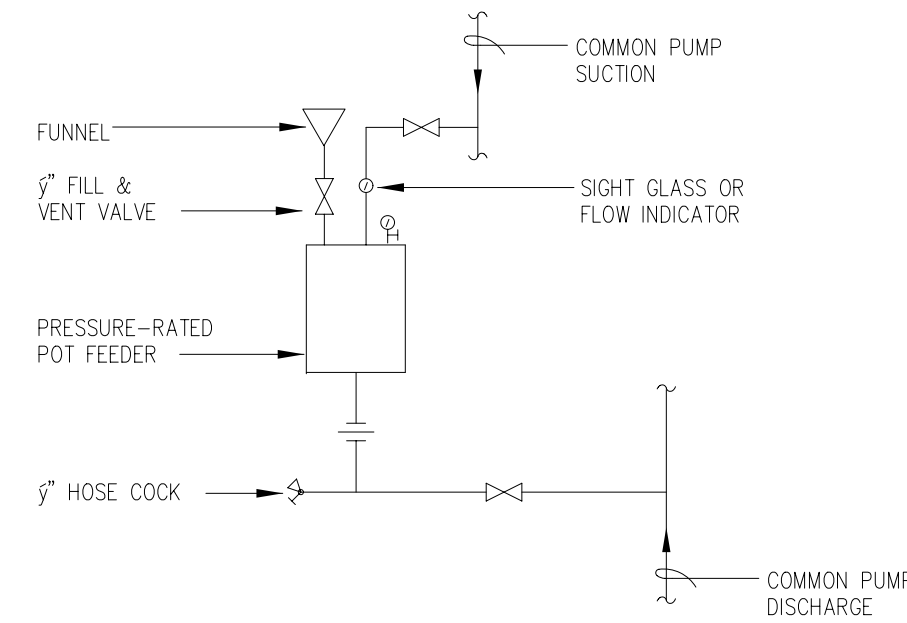 COMMON PUMP
SUCTION
FUNNEL
ý" FILL &
VENT VALVE
SIGHT GLASS OR
FLOW INDICATOR
PRESSURE-RATED
POT FEEDER
ý" HOSE COCK
COMMON PUMP
DISCHARGE